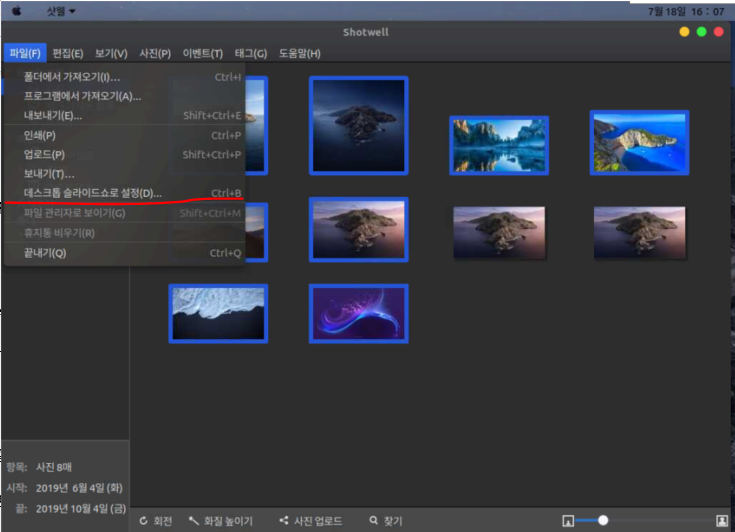 샷웰 7월18일 16 : 07
Shotwell
파일(F) 편집(E) 보기(V) 사진(P) 이벤트(T) 태그(G) 도움말(H)
폴더에서 가져오기(I)... Ctrl+I
프로그램에서 가져오기(A)...
내보내기(E)... Shift+Ctrl+E
인쇄(P) Ctrl+P
업로드(P) Shift+Ctrl+P
보내기(T)...
데스크톱 슬라이드쇼로 설정(D)... Ctrl+B
파일 관리자로 보이기(G) Shift+Ctrl+M
휴지통 비우기(R)
끝내기(Q) Ctrl+Q
항목: 사진 8매
시작: 2019년 6월 4일 (화)
끝: 2019년 10월 4일 (금)
회전 화질 높이기 사진 업로드 찾기